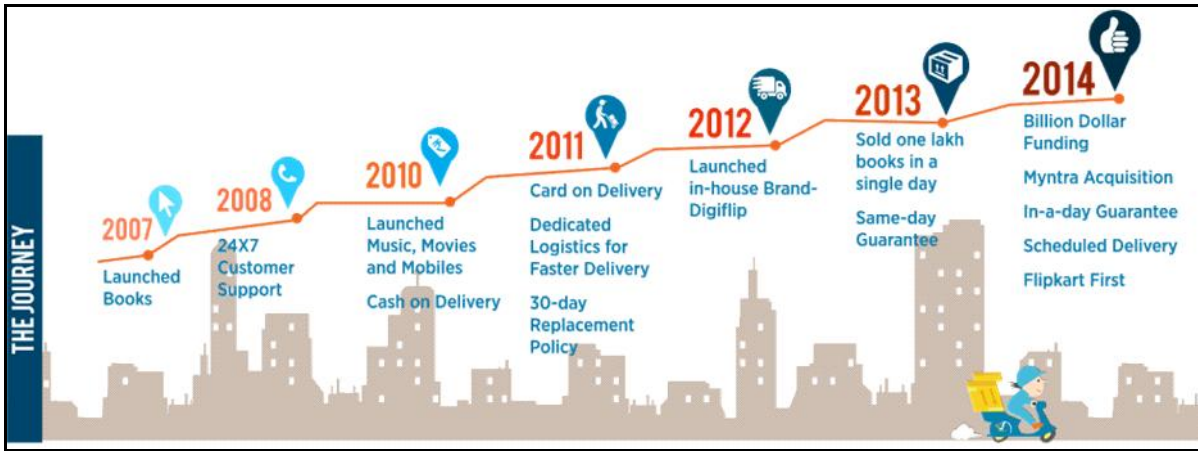 THE JOURNEY
2007
Launched
Books
2008
24X7
Customer
Support
2010
Launched
Music, Movies
and Mobiles
Cash on Delivery
2011
Card on Delivery
Dedicated
Logistics for
Faster Delivery
30-day
Replacement
Policy
2012
Launched
in-house Brand-
Digiflip
2013
Sold one lakh
books in a
single day
Same-day
Guarantee
2014
Billion Dollar
Funding
Myntra Acquisition
In-a-day Guarantee
Scheduled Delivery
Flipkart First